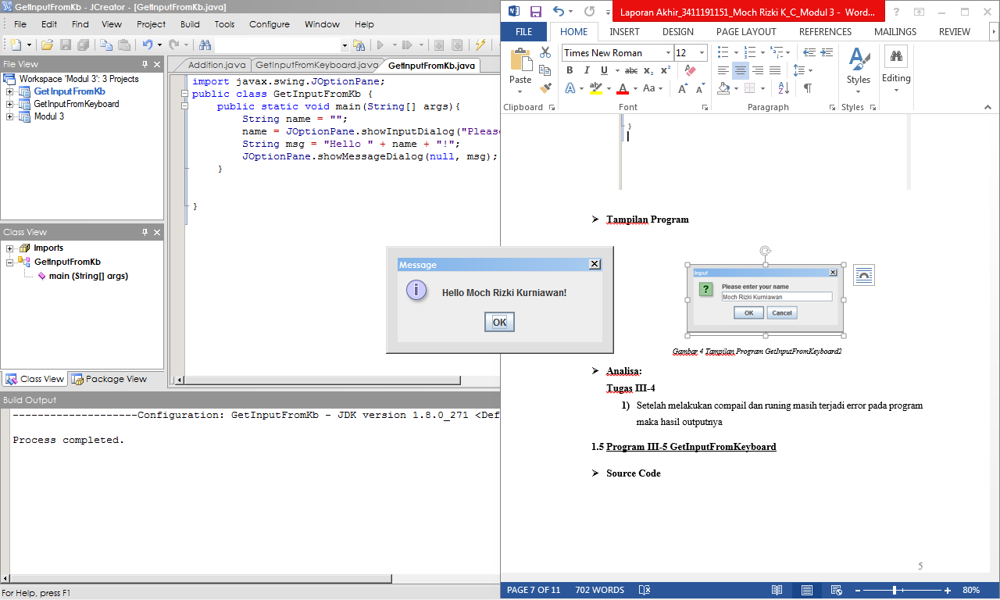 GetInputFromKb - JCreator - [GetInputFromKb.java]
File Edit Find View Project Build Tools Configure Window Help
File View
Workspace 'Modul 3': 3 Projects
GetInputFromKb
GetInputFromKeyboard
Modul 3
Class View
Imports
GetInputFromKb
main (String[] args)
Class View Package View
Addition.java GetInputFromKeyboard.java GetInputFromKb.java
import javax.swing.JOptionPane;
public class GetInputFromKb {
public static void main(String[] args){
String name = "";
name = JOptionPane.showInputDialog("Pleas
String msg = "Hello " + name + "!";
JOptionPane.showMessageDialog(null, msg);
}
}
Build Output
--------------------Configuration: GetInputFromKb - JDK version 1.8.0_271 <Def
Process completed.
For Help, press F1
Message
Hello Moch Rizki Kurniawan!
OK
Laporan Akhir_3411191151_Moch Rizki K_C_Modul 3 - Word...
FILE HOME INSERT DESIGN PAGE LAYOUT REFERENCES MAILINGS REVIEW
Times New Roman 12
Paste
B I U abc x₂ x²
A ab A Aa A A
Styles
Editing
Clipboard Font Paragraph Styles
}
Tampilan Program
Input
Please enter your name
Moch Rizki Kurniawan
OK Cancel
Gambar 4 Tampilan Program GetInputFromKeyboard2
Analisa:
Tugas III-4
1) Setelah melakukan compail dan runing masih terjadi error pada program
maka hasil outputnya
1.5 Program III-5 GetInputFromKeyboard
Source Code
5
PAGE 7 OF 11 702 WORDS 80%